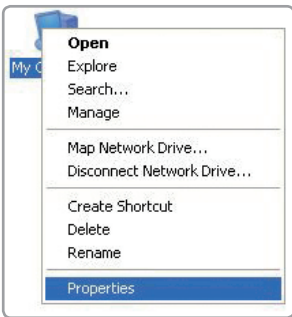 Open
My C
Explore
Search...
Manage
Map Network Drive...
Disconnect Network Drive...
Create Shortcut
Delete
Rename
Properties